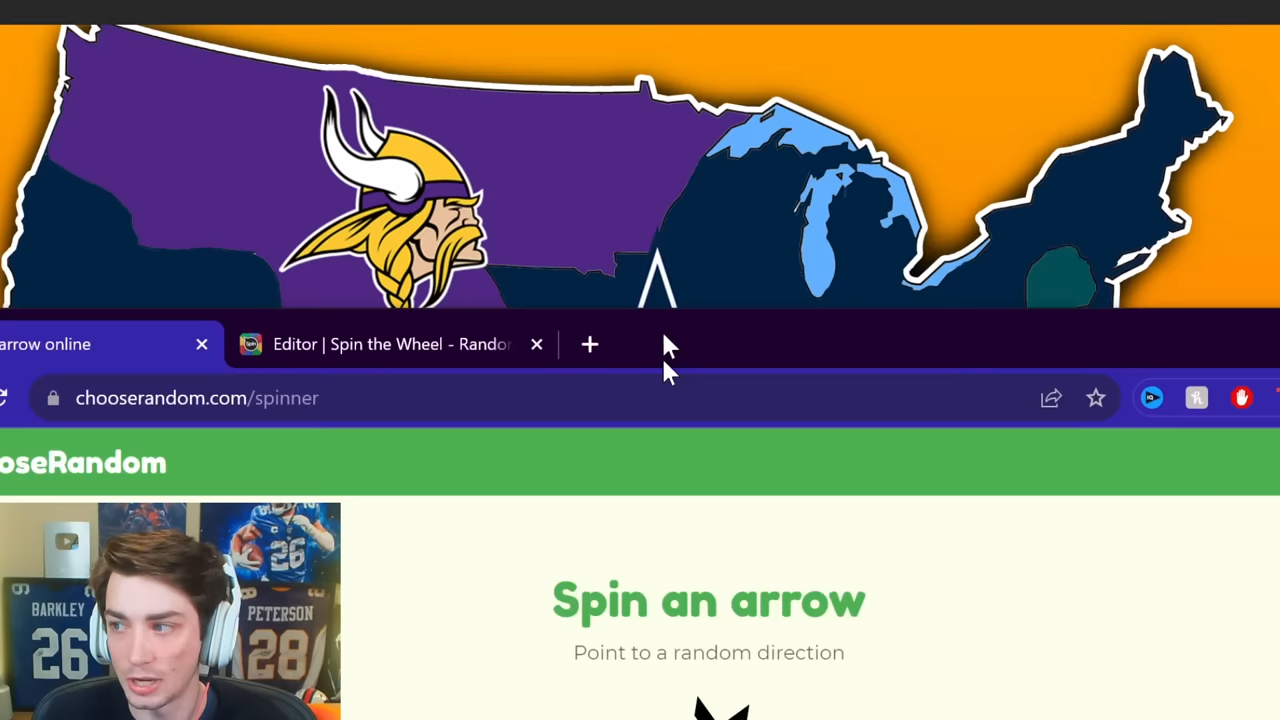 arrow online
Editor | Spin the Wheel - Rando
chooserandom.com/spinner
oseRandom
Spin an arrow
Point to a random direction
BARKLEY
26
26
PETERSON
28